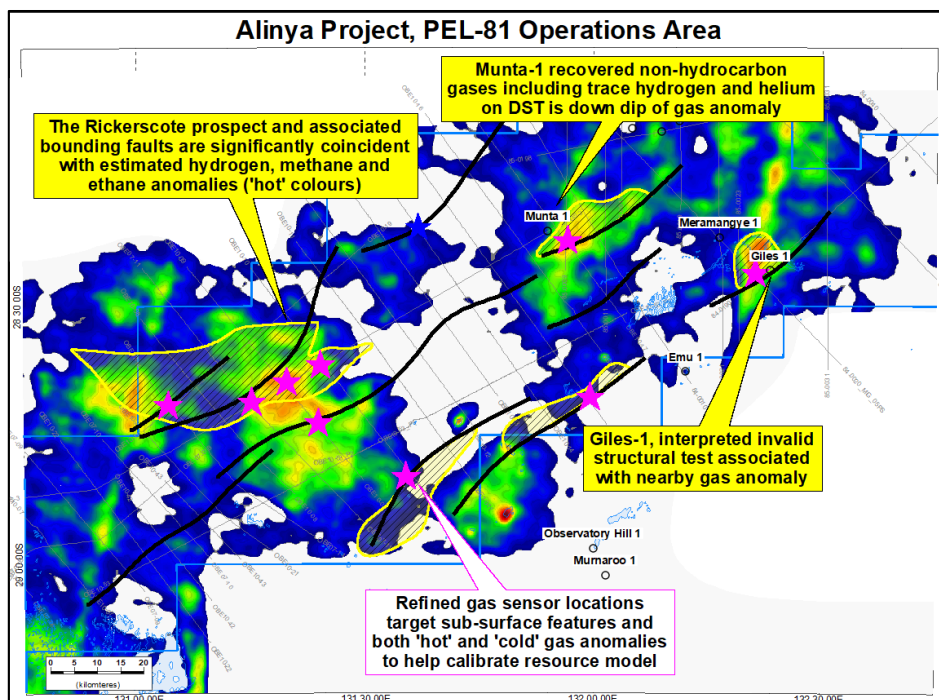 Alinya Project, PEL-81 Operations Area
Munta-1 recovered non-hydrocarbon
gases including trace hydrogen and helium
on DST is down dip of gas anomaly
The Rickerscote prospect and associated
bounding faults are significantly coincident
with estimated hydrogen, methane and
ethane anomalies ('hot' colours)
Munta 1
Meramangye 1
Giles 1
28 30 00S
Emu 1
Giles-1, interpreted invalid
structural test associated
with nearby gas anomaly
Observatory Hill 1
Murnaroo 1
29 00 00S
Refined gas sensor locations
target sub-surface features and
both 'hot' and 'cold' gas anomalies
to help calibrate resource model
0 5 10 15 20
(kilomteres)
131 00 00E
131 30 00E
132 00 00E
132 30 00E